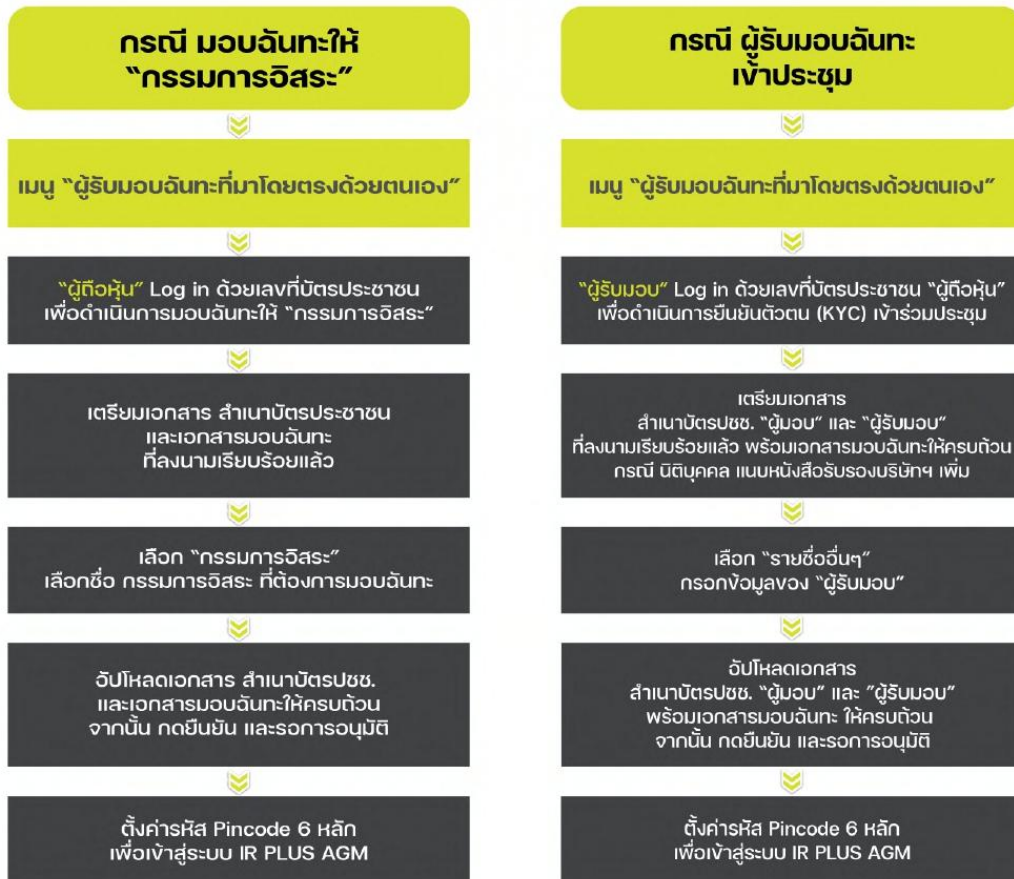 กรณี มอบฉันทะให้
“กรรมการอิสระ”
เมนู “ผู้รับมอบฉันทะที่มาโดยตรงด้วยตนเอง”
“ผู้ถือหุ้น” Log in ด้วยเลขที่บัตรประชาชน
เพื่อดำเนินการมอบฉันทะให้ “กรรมการอิสระ”
เตรียมเอกสาร สำเนาบัตรประชาชน
และเอกสารมอบฉันทะ
ที่ลงนามเรียบร้อยแล้ว
เลือก “กรรมการอิสระ”
เลือกชื่อ กรรมการอิสระ ที่ต้องการมอบฉันทะ
อัปโหลดเอกสาร สำเนาบัตรปชช.
และเอกสารมอบฉันทะให้ครบถ้วน
จากนั้น กดยืนยัน และรอการอนุมัติ
ตั้งค่ารหัส Pincode 6 หลัก
เพื่อเข้าสู่ระบบ IR PLUS AGM
กรณี ผู้รับมอบฉันทะ
เข้าประชุม
เมนู “ผู้รับมอบฉันทะที่มาโดยตรงด้วยตนเอง”
“ผู้รับมอบ” Log in ด้วยเลขที่บัตรประชาชน “ผู้ถือหุ้น”
เพื่อดำเนินการยืนยันตัวตน (KYC) เข้าร่วมประชุม
เตรียมเอกสาร
สำเนาบัตรปชช. “ผู้มอบ” และ “ผู้รับมอบ”
ที่ลงนามเรียบร้อยแล้ว พร้อมเอกสารมอบฉันทะให้ครบถ้วน
กรณี นิติบุคคล แนบหนังสือรับรองบริษัทฯ เพิ่ม
เลือก “รายชื่ออื่นๆ”
กรอกข้อมูลของ “ผู้รับมอบ”
อัปโหลดเอกสาร
สำเนาบัตรปชช. “ผู้มอบ” และ “ผู้รับมอบ”
พร้อมเอกสารมอบฉันทะ ให้ครบถ้วน
จากนั้น กดยืนยัน และรอการอนุมัติ
ตั้งค่ารหัส Pincode 6 หลัก
เพื่อเข้าสู่ระบบ IR PLUS AGM